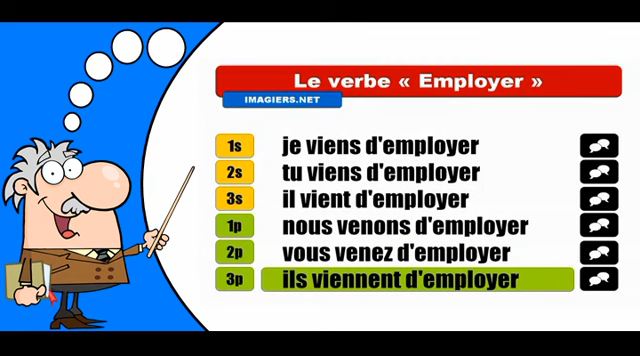 Le verbe « Employer »
IMAGIERS.NET
1s je viens d'employer
2s tu viens d'employer
3s il vient d'employer
1p nous venons d'employer
2p vous venez d'employer
3p ils viennent d'employer